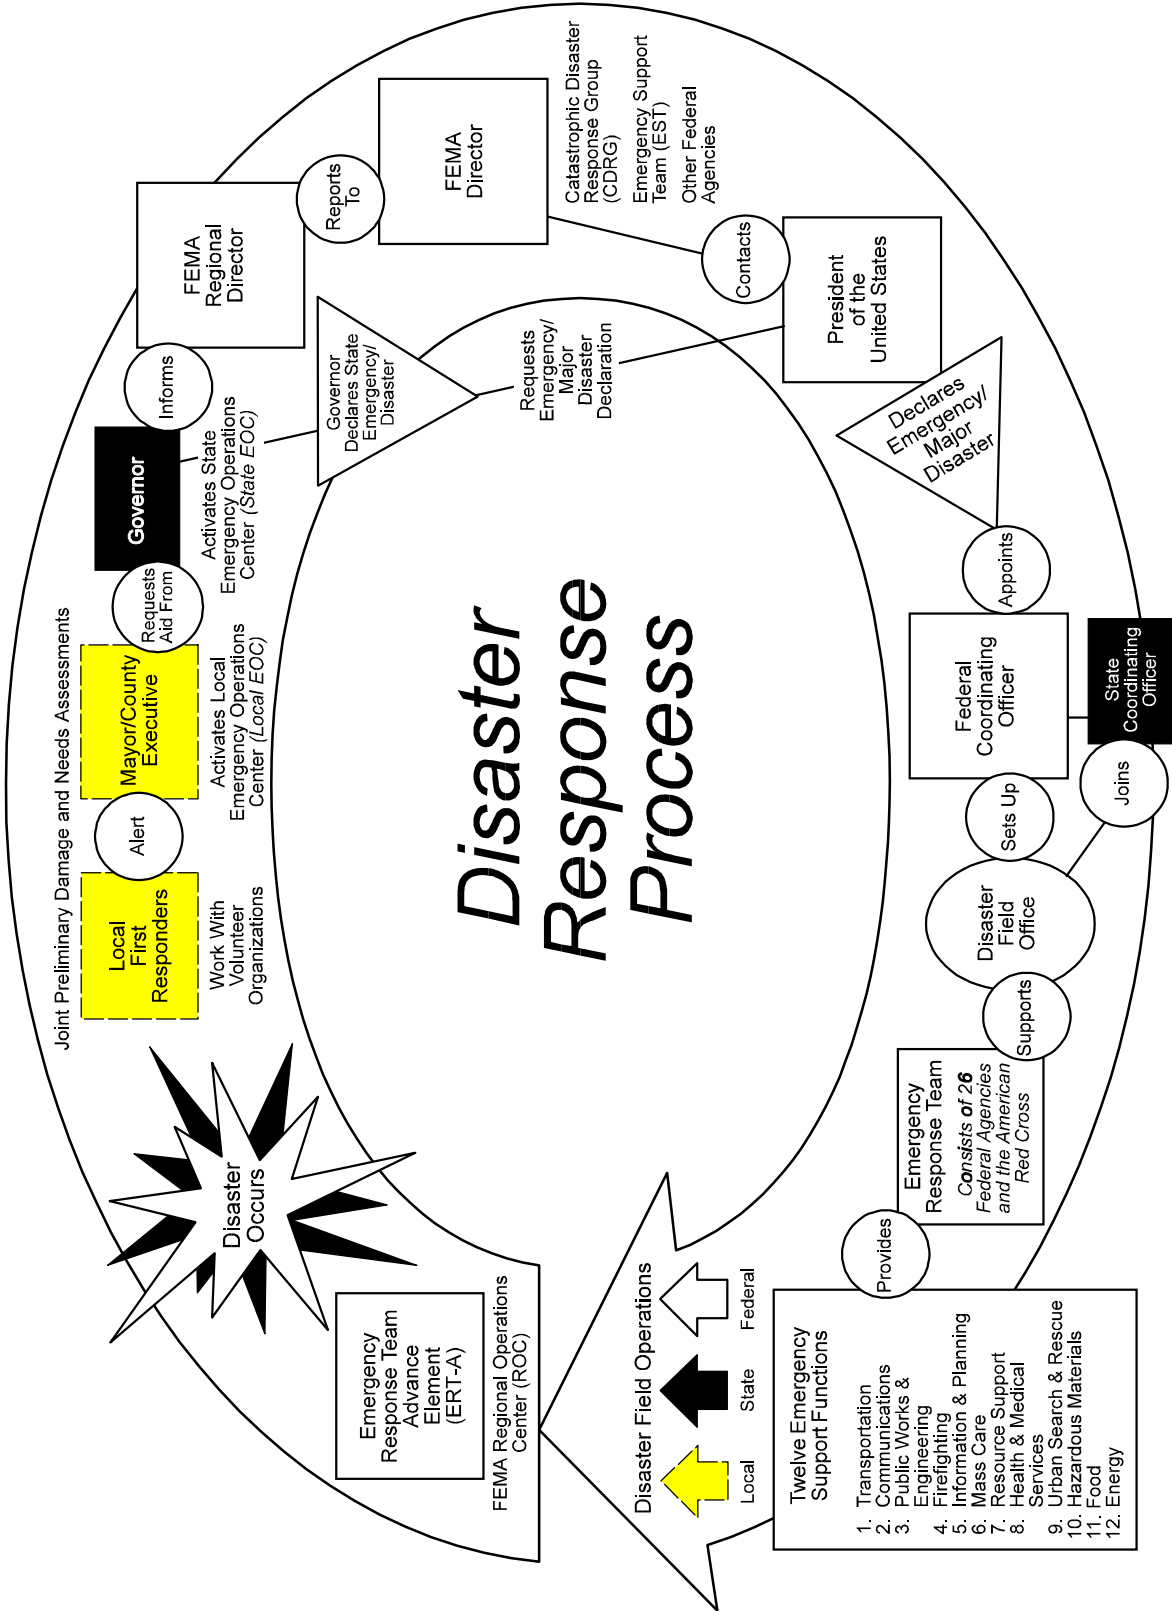 Joint Preliminary Damage and Needs Assessments
Disaster
Occurs
Local
First
Responders
Work With
Volunteer
Organizations
Alert
Mayor/County
Executive
Activates Local
Emergency Operations
Center (Local EOC)
Requests
Aid From
Governor
Activates State
Emergency Operations
Center (State EOC)
Informs
FEMA
Regional
Director
Reports
To
FEMA
Director
Catastrophic Disaster
Response Group
(CDRG)
Emergency Support
Team (EST)
Other Federal
Agencies
Governor
Declares State
Emergency/
Disaster
Requests
Emergency/
Major
Disaster
Declaration
Contacts
President
of the
United States
Declares
Emergency/
Major
Disaster
Appoints
Federal
Coordinating
Officer
State
Coordinating
Officer
Joins
Sets Up
Disaster
Field
Office
Supports
Emergency
Response Team
Consists of 26
Federal Agencies
and the American
Red Cross
Provides
Twelve Emergency
Support Functions
1. Transportation
2. Communications
3. Public Works &
Engineering
4. Firefighting
5. Information & Planning
6. Mass Care
7. Resource Support
8. Health & Medical
Services
9. Urban Search & Rescue
10. Hazardous Materials
11. Food
12. Energy
Disaster Field Operations
Local
State
Federal
Emergency
Response Team
Advance
Element
(ERT-A)
FEMA Regional Operations
Center (ROC)
Disaster
Response
Process